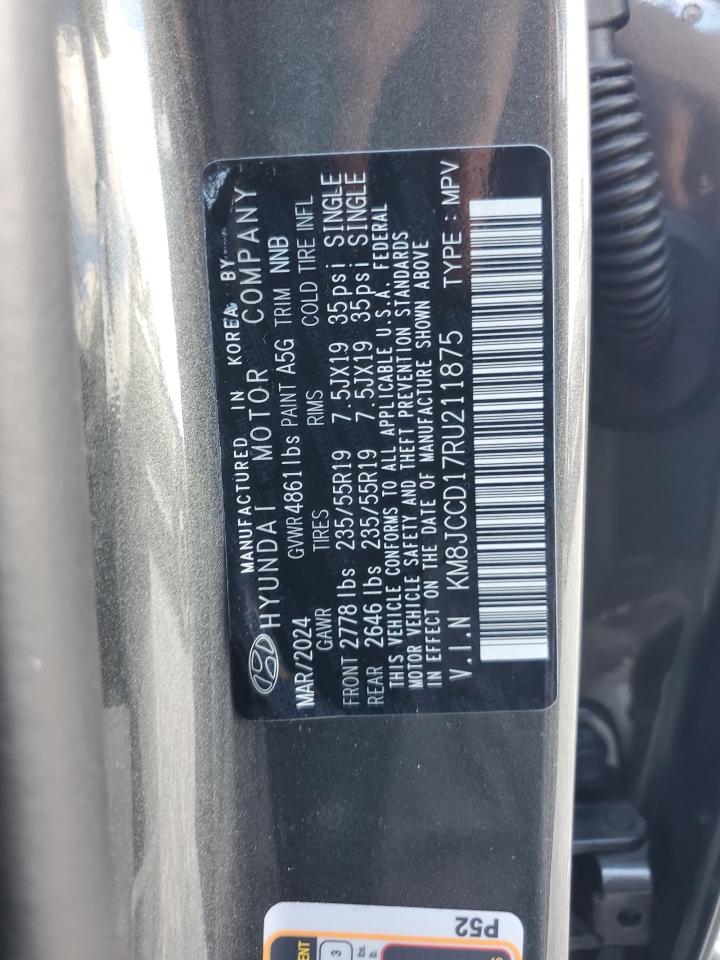 MANUFACTURED IN KOREA BY
HYUNDAI MOTOR COMPANY
MAR/2024 GVWR 4861 lbs PAINT A5G TRIM NNB
GAWR TIRES RIMS COLD TIRE INFL
FRONT 2778 lbs 235/55R19 7.5JX19 35psi SINGLE
REAR 2646 lbs 235/55R19 7.5JX19 35psi SINGLE
THIS VEHICLE CONFORMS TO ALL APPLICABLE U.S.A. FEDERAL
MOTOR VEHICLE SAFETY AND THEFT PREVENTION STANDARDS
IN EFFECT ON THE DATE OF MANUFACTURE SHOWN ABOVE
V.I.N KM8JCCD17RU211875 TYPE : MPV
P52
3